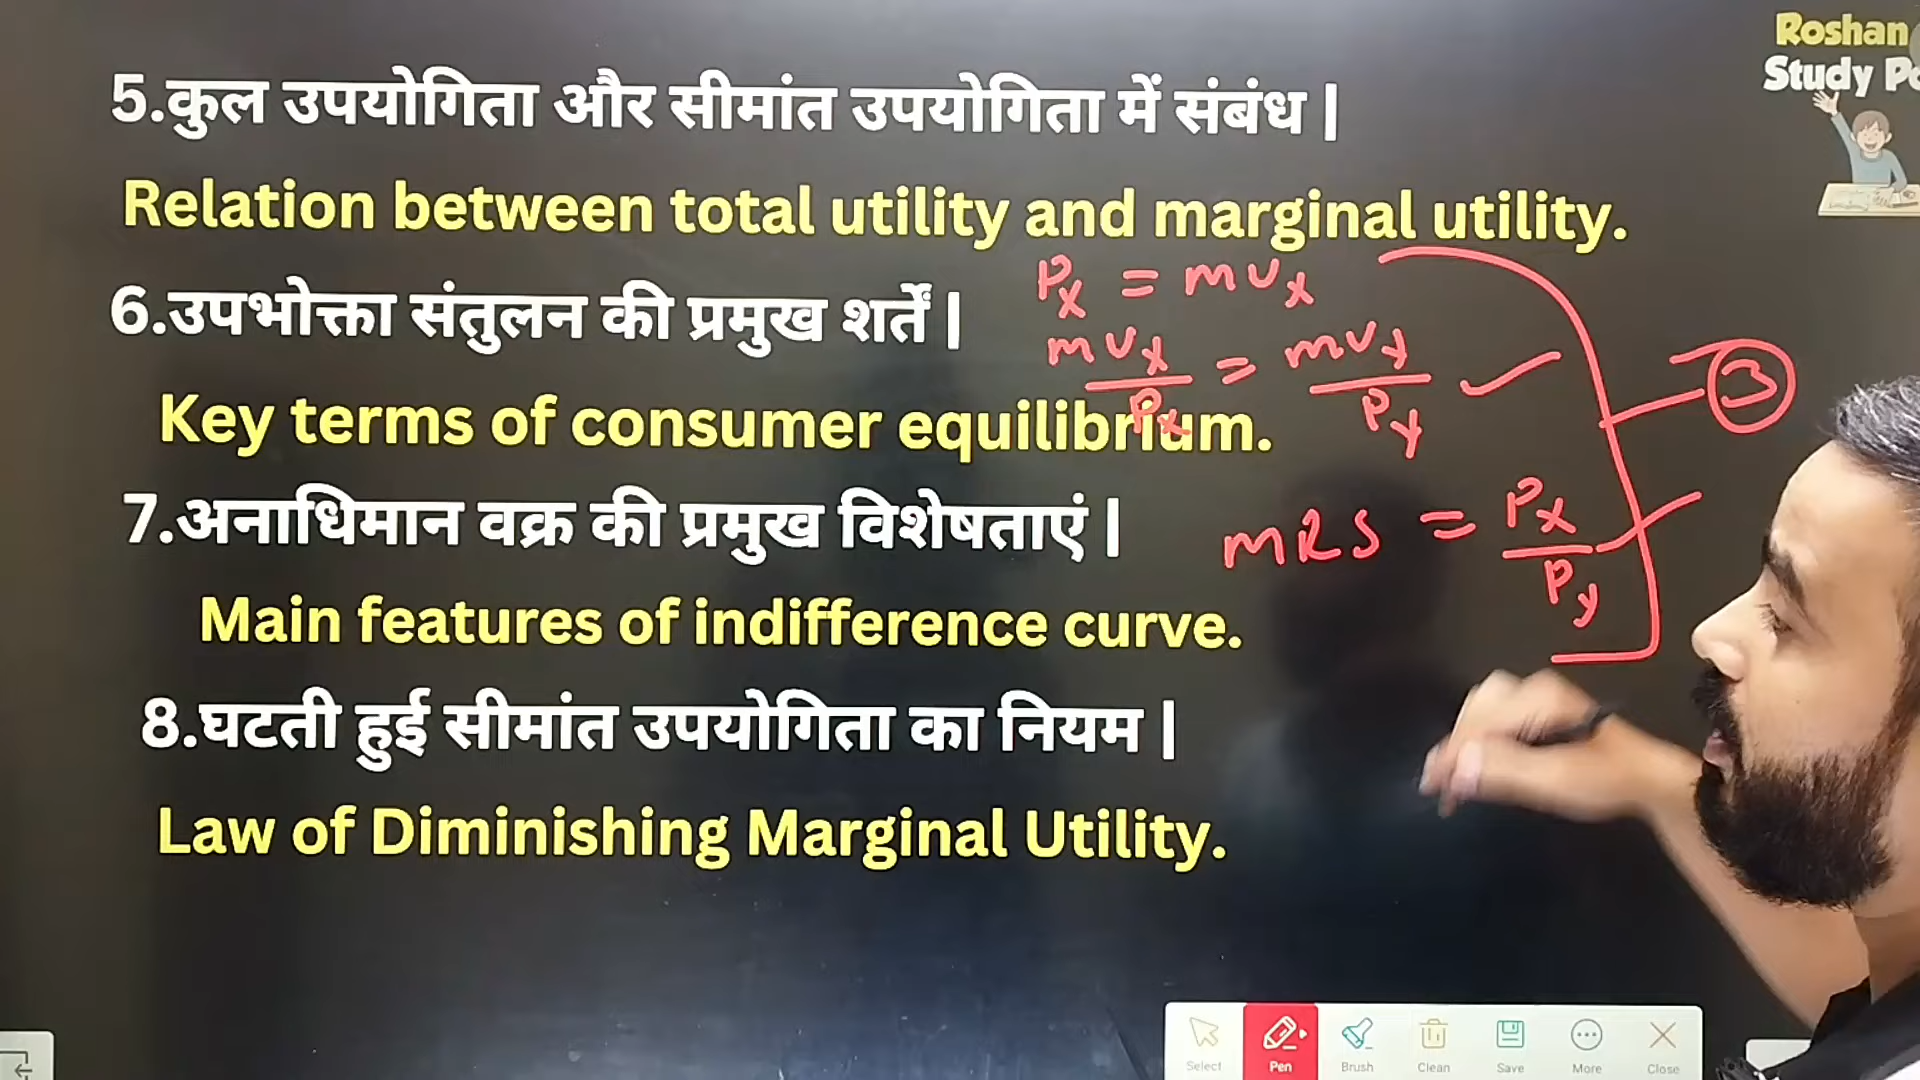 Roshan
Study Po
5.कुल उपयोगिता और सीमांत उपयोगिता में संबंध |
Relation between total utility and marginal utility.
Px = mUx
6.उपभोक्ता संतुलन की प्रमुख शर्तें |
mUx/Px = mUy/Py
3
Key terms of consumer equilibrium.
7.अनाधिमान वक्र की प्रमुख विशेषताएं |
mRS = Px/Py
Main features of indifference curve.
8.घटती हुई सीमांत उपयोगिता का नियम |
Law of Diminishing Marginal Utility.
Select Pen Brush Clean Save More Close